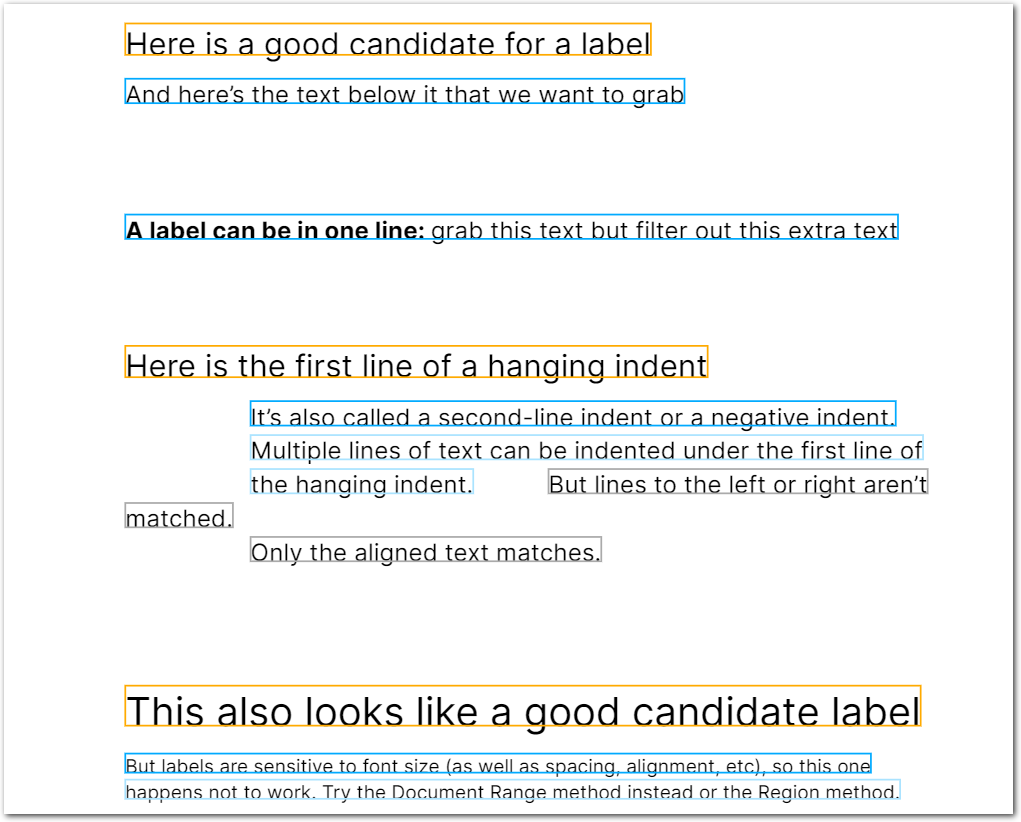 Here is a good candidate for a label
And here’s the text below it that we want to grab
A label can be in one line: grab this text but filter out this extra text
Here is the first line of a hanging indent
It’s also called a second-line indent or a negative indent.
Multiple lines of text can be indented under the first line of
the hanging indent. But lines to the left or right aren’t
matched.
Only the aligned text matches.
This also looks like a good candidate label
But labels are sensitive to font size (as well as spacing, alignment, etc), so this one
happens not to work. Try the Document Range method instead or the Region method.